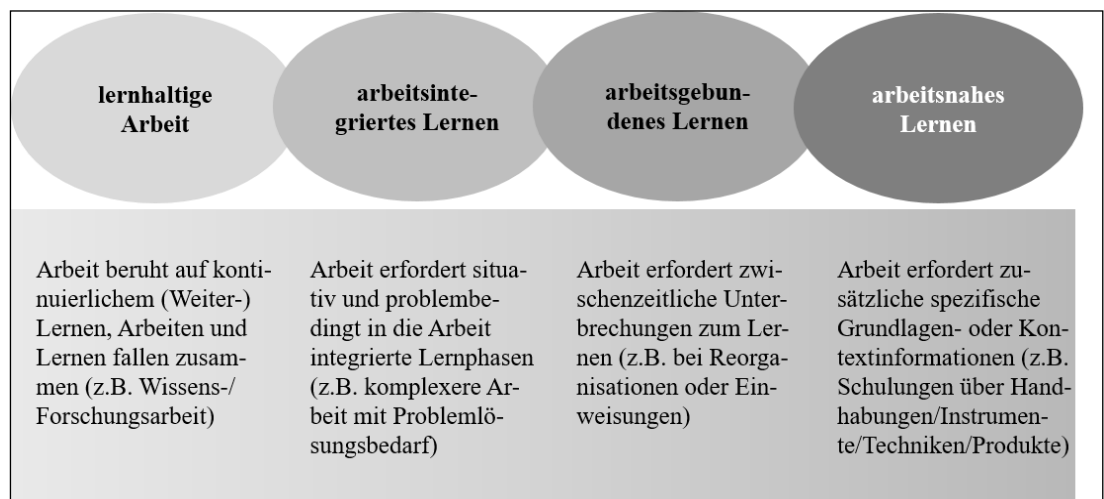 lernhaltige
Arbeit
arbeitsinte-
griertes Lernen
arbeitsgebun-
denes Lernen
arbeitsnahes
Lernen
Arbeit beruht auf konti-
nuierlichem (Weiter-)
Lernen, Arbeiten und
Lernen fallen zusam-
men (z.B. Wissens-/
Forschungsarbeit)
Arbeit erfordert situa-
tiv und problembe-
dingt in die Arbeit
integrierte Lernphasen
(z.B. komplexere Ar-
beit mit Problemlö-
sungsbedarf)
Arbeit erfordert zwi-
schenzeitliche Unter-
brechungen zum Ler-
nen (z.B. bei Reorga-
nisationen oder Ein-
weisungen)
Arbeit erfordert zu-
sätzliche spezifische
Grundlagen- oder Kon-
textinformationen (z.B.
Schulungen über Hand-
habungen/Instrumen-
te/Techniken/Produkte)